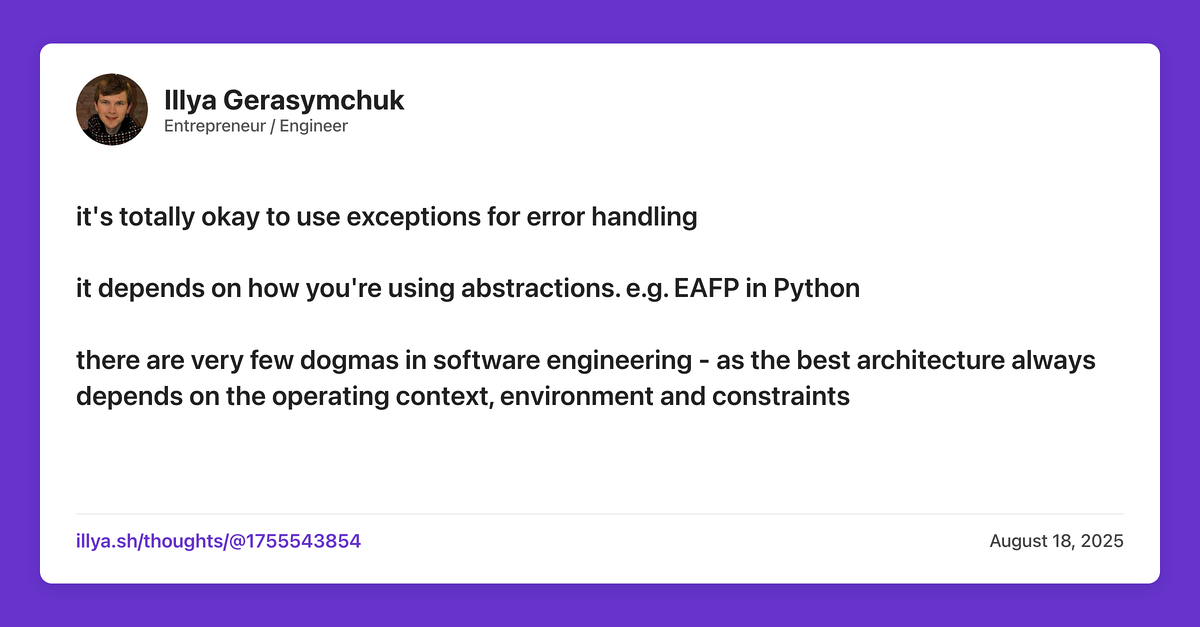 Illya Gerasymchuk
Entrepreneur / Engineer
it's totally okay to use exceptions for error handling
it depends on how you're using abstractions. e.g. EAFP in Python
there are very few dogmas in software engineering - as the best architecture always
depends on the operating context, environment and constraints
illya.sh/thoughts/@1755543854
August 18, 2025